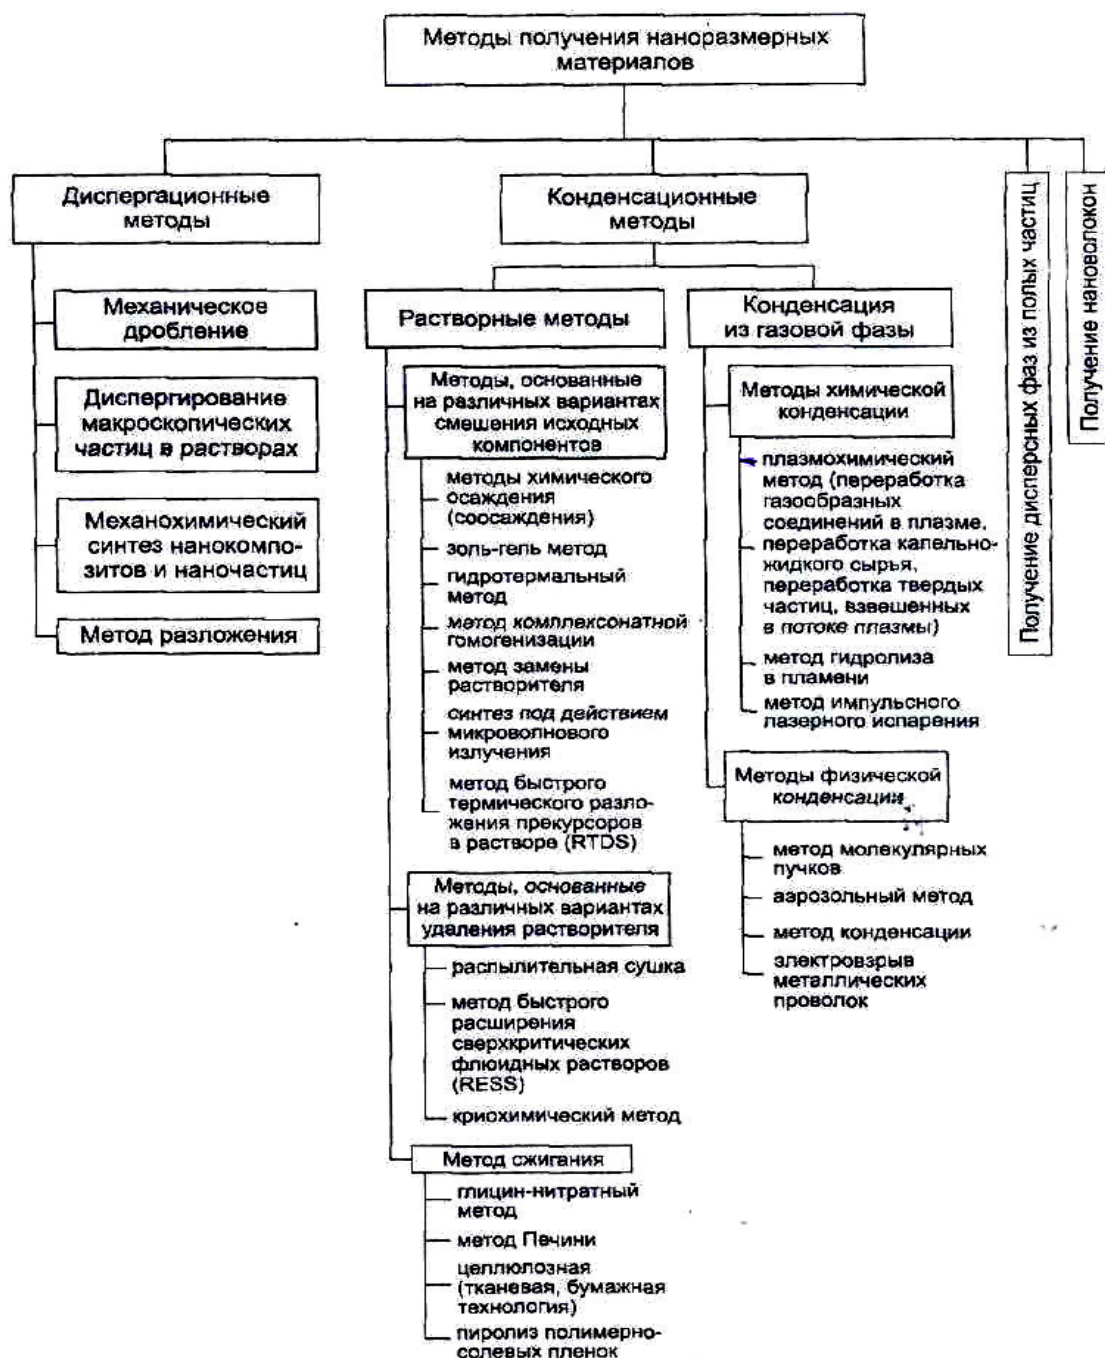 Методы получения наноразмерных
материалов
Диспергационные
методы
Механическое
дробление
Диспергирование
макроскопических
частиц в растворах
Механохимический
синтез нанокомпо-
зитов и наночастиц
Метод разложения
Конденсационные
методы
Растворные методы
Методы, основанные
на различных вариантах
смешения исходных
компонентов
методы химического
осаждения
(соосаждения)
золь-гель метод
гидротермальный
метод
метод комплексонатной
гомогенизации
метод замены
растворителя
синтез под действием
микроволнового
излучения
метод быстрого
термического разло-
жения прекурсоров
в растворе (RTDS)
Методы, основанные
на различных вариантах
удаления растворителя
распылительная сушка
метод быстрого
расширения
сверхкритических
флюидных растворов
(RESS)
криохимический метод
Метод сжигания
глицин-нитратный
метод
метод Печини
целлюлозная
(тканевая, бумажная
технология)
пиролиз полимерно-
солевых пленок
Конденсация
из газовой фазы
Методы химической
конденсации
плазмохимический
метод (переработка
газообразных
соединений в плазме,
переработка капельно-
жидкого сырья,
переработка твердых
частиц, взвешенных
в потоке плазмы)
метод гидролиза
в пламени
метод импульсного
лазерного испарения
Методы физической
конденсации
метод молекулярных
пучков
аэрозольный метод
метод конденсации
электровзрыв
металлических
проволок
Получение дисперсных фаз из полых частиц
Получение нановолокон